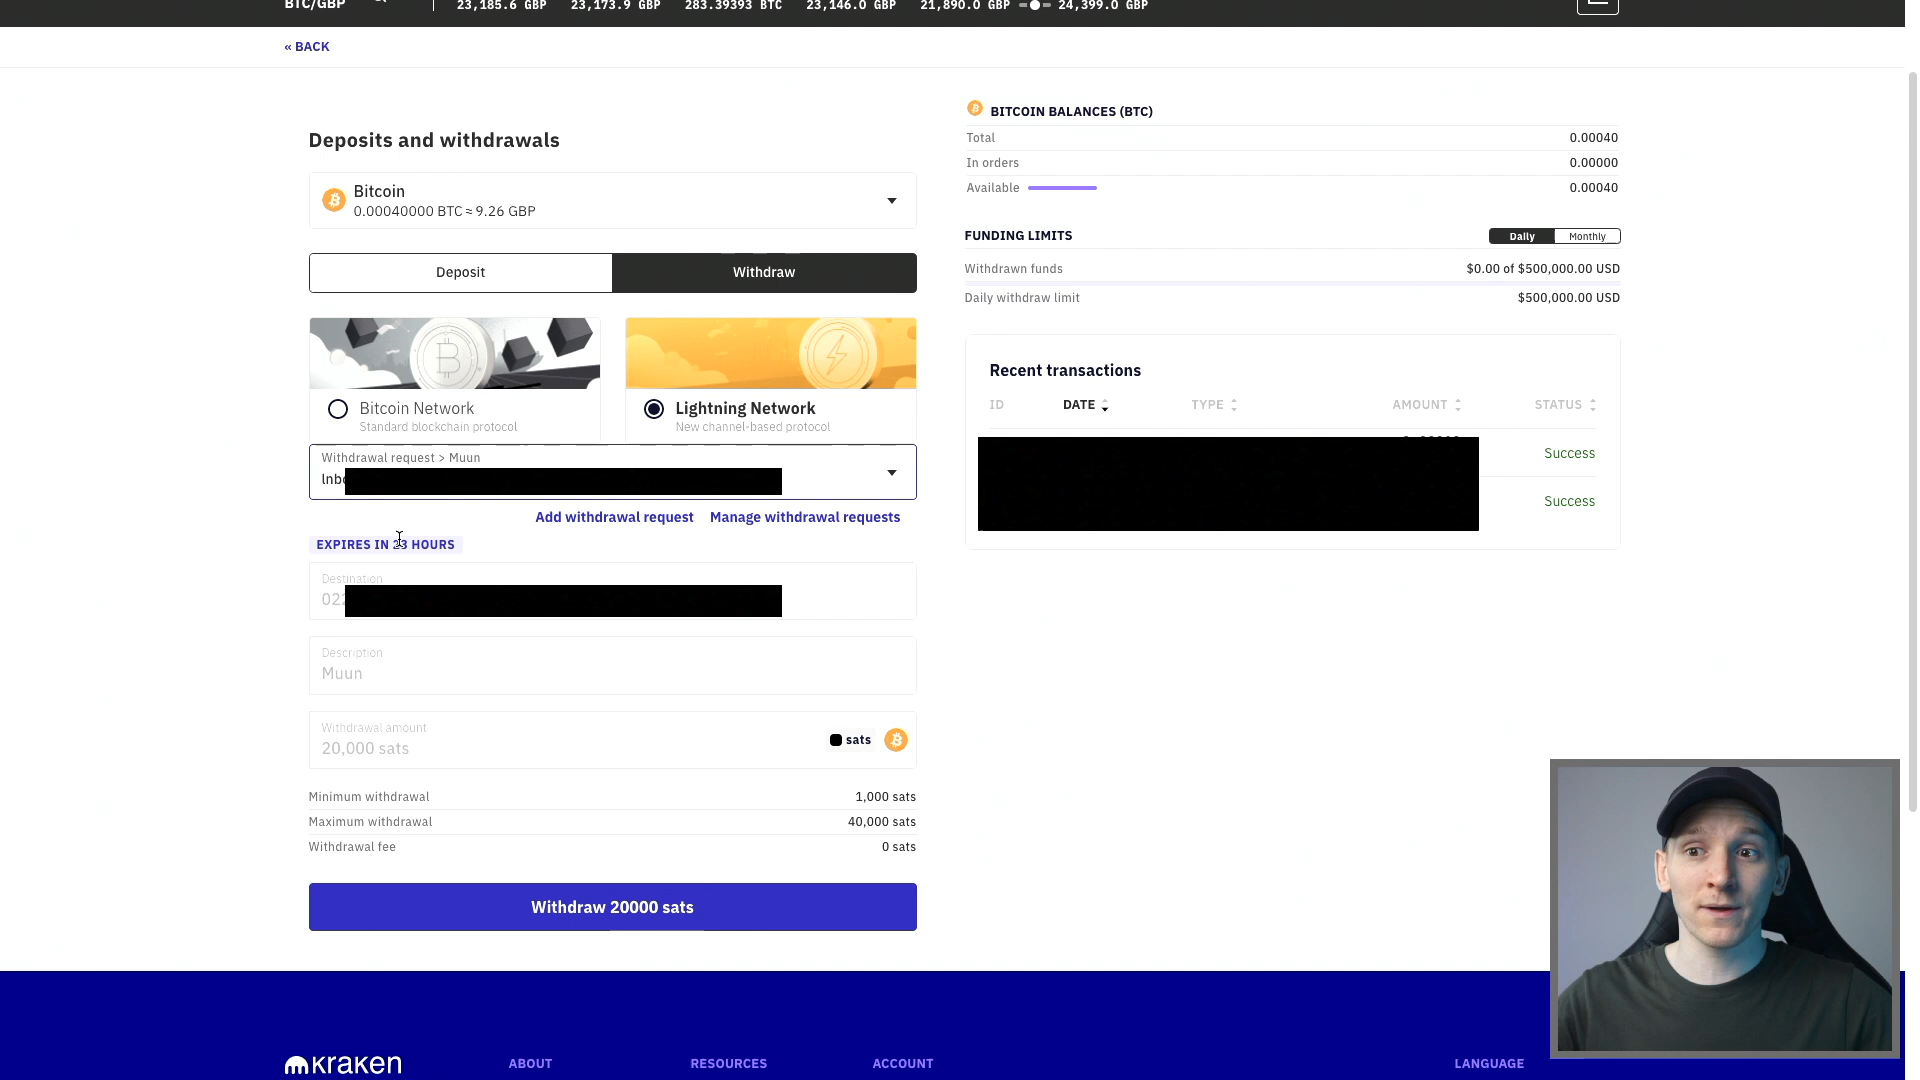 BTC/GBP
23,185.6 GBP 23,173.9 GBP 283.39393 BTC 23,146.0 GBP 21,890.0 GBP 24,399.0 GBP
« BACK
Deposits and withdrawals
Bitcoin
0.00040000 BTC ≈ 9.26 GBP
Deposit Withdraw
Bitcoin Network
Standard blockchain protocol
Lightning Network
New channel-based protocol
Withdrawal request > Muun
lnb
Add withdrawal request Manage withdrawal requests
EXPIRES IN 23 HOURS
Destination
022
Description
Muun
Withdrawal amount
20,000 sats
sats
Minimum withdrawal 1,000 sats
Maximum withdrawal 40,000 sats
Withdrawal fee 0 sats
Withdraw 20000 sats
BITCOIN BALANCES (BTC)
Total 0.00040
In orders 0.00000
Available 0.00040
FUNDING LIMITS Daily Monthly
Withdrawn funds $0.00 of $500,000.00 USD
Daily withdraw limit $500,000.00 USD
Recent transactions
ID DATE TYPE AMOUNT STATUS
Success
Success
kraken ABOUT RESOURCES ACCOUNT LANGUAGE